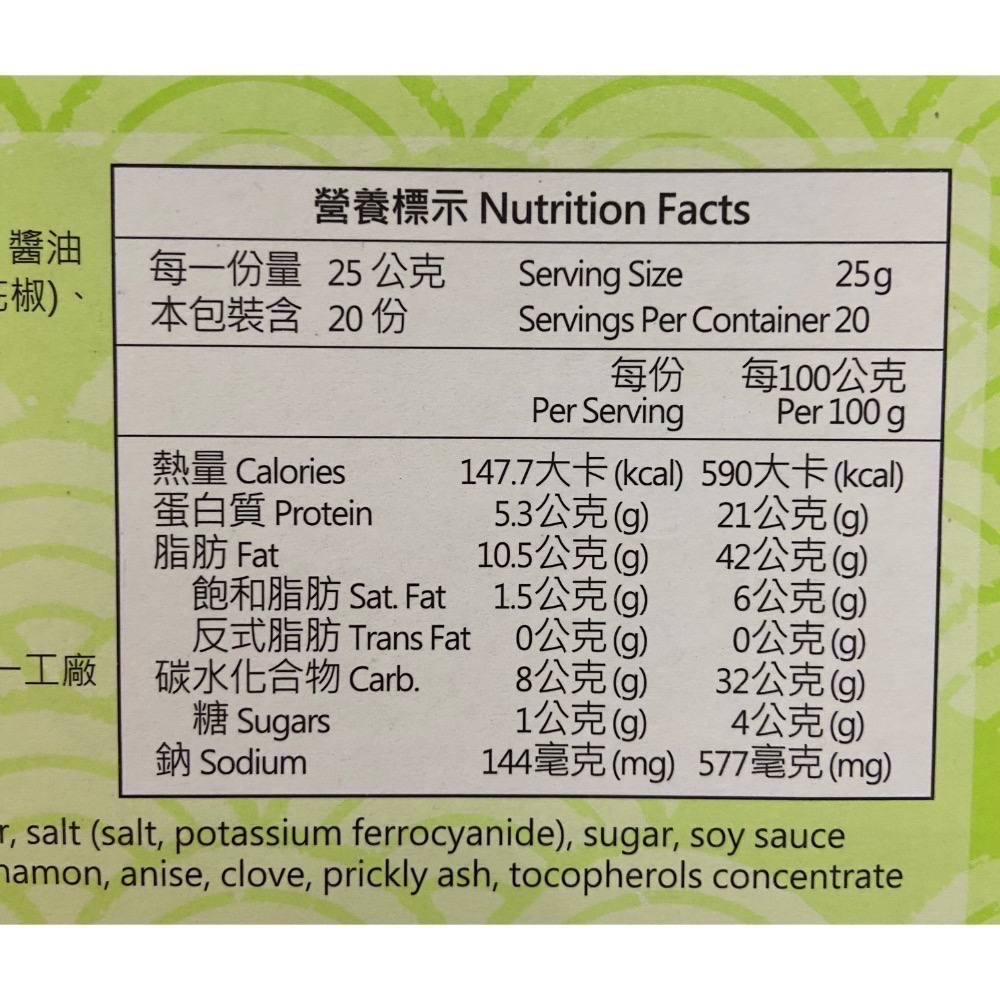 營養標示 Nutrition Facts
醬油
椒)、
每一份量 25 公克 Serving Size 25g
本包裝含 20 份 Servings Per Container 20
每份 每100公克
Per Serving Per 100 g
熱量 Calories 147.7大卡(kcal) 590大卡(kcal)
蛋白質 Protein 5.3公克(g) 21公克(g)
脂肪 Fat 10.5公克(g) 42公克(g)
飽和脂肪 Sat. Fat 1.5公克(g) 6公克(g)
反式脂肪 Trans Fat 0公克(g) 0公克(g)
一工廠
碳水化合物 Carb. 8公克(g) 32公克(g)
糖 Sugars 1公克(g) 4公克(g)
鈉 Sodium 144毫克(mg) 577毫克(mg)
r, salt (salt, potassium ferrocyanide), sugar, soy sauce
namon, anise, clove, prickly ash, tocopherols concentrate